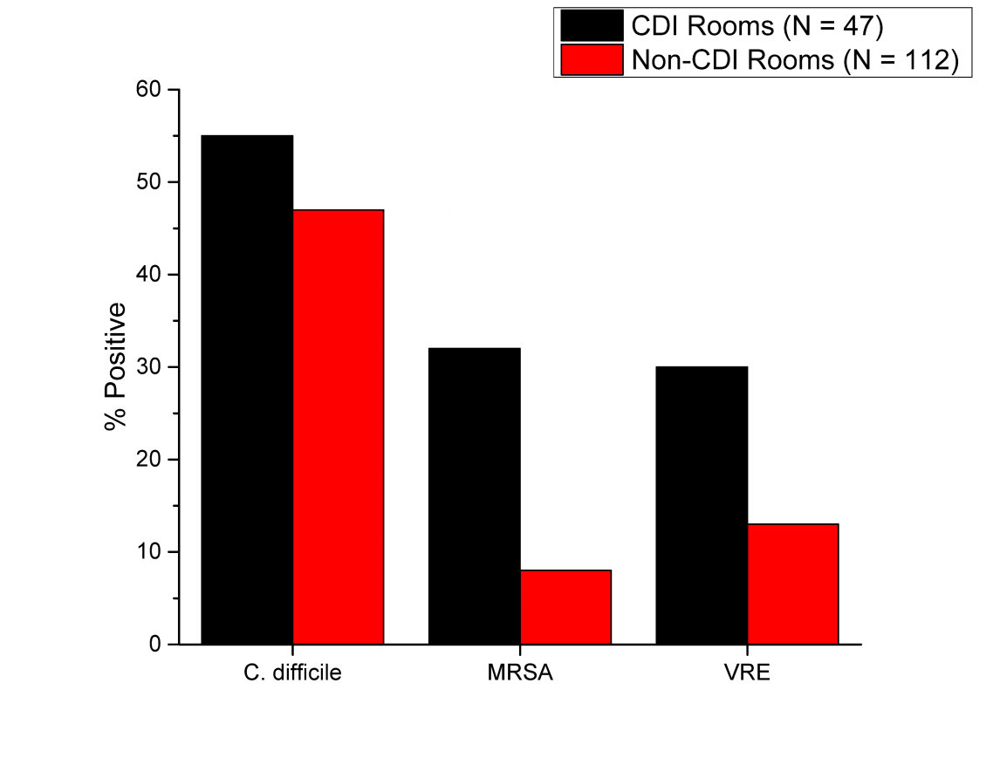 CDI Rooms (N = 47)
Non-CDI Rooms (N = 112)
% Positive
60
50
40
30
20
10
0
C. difficile
MRSA
VRE